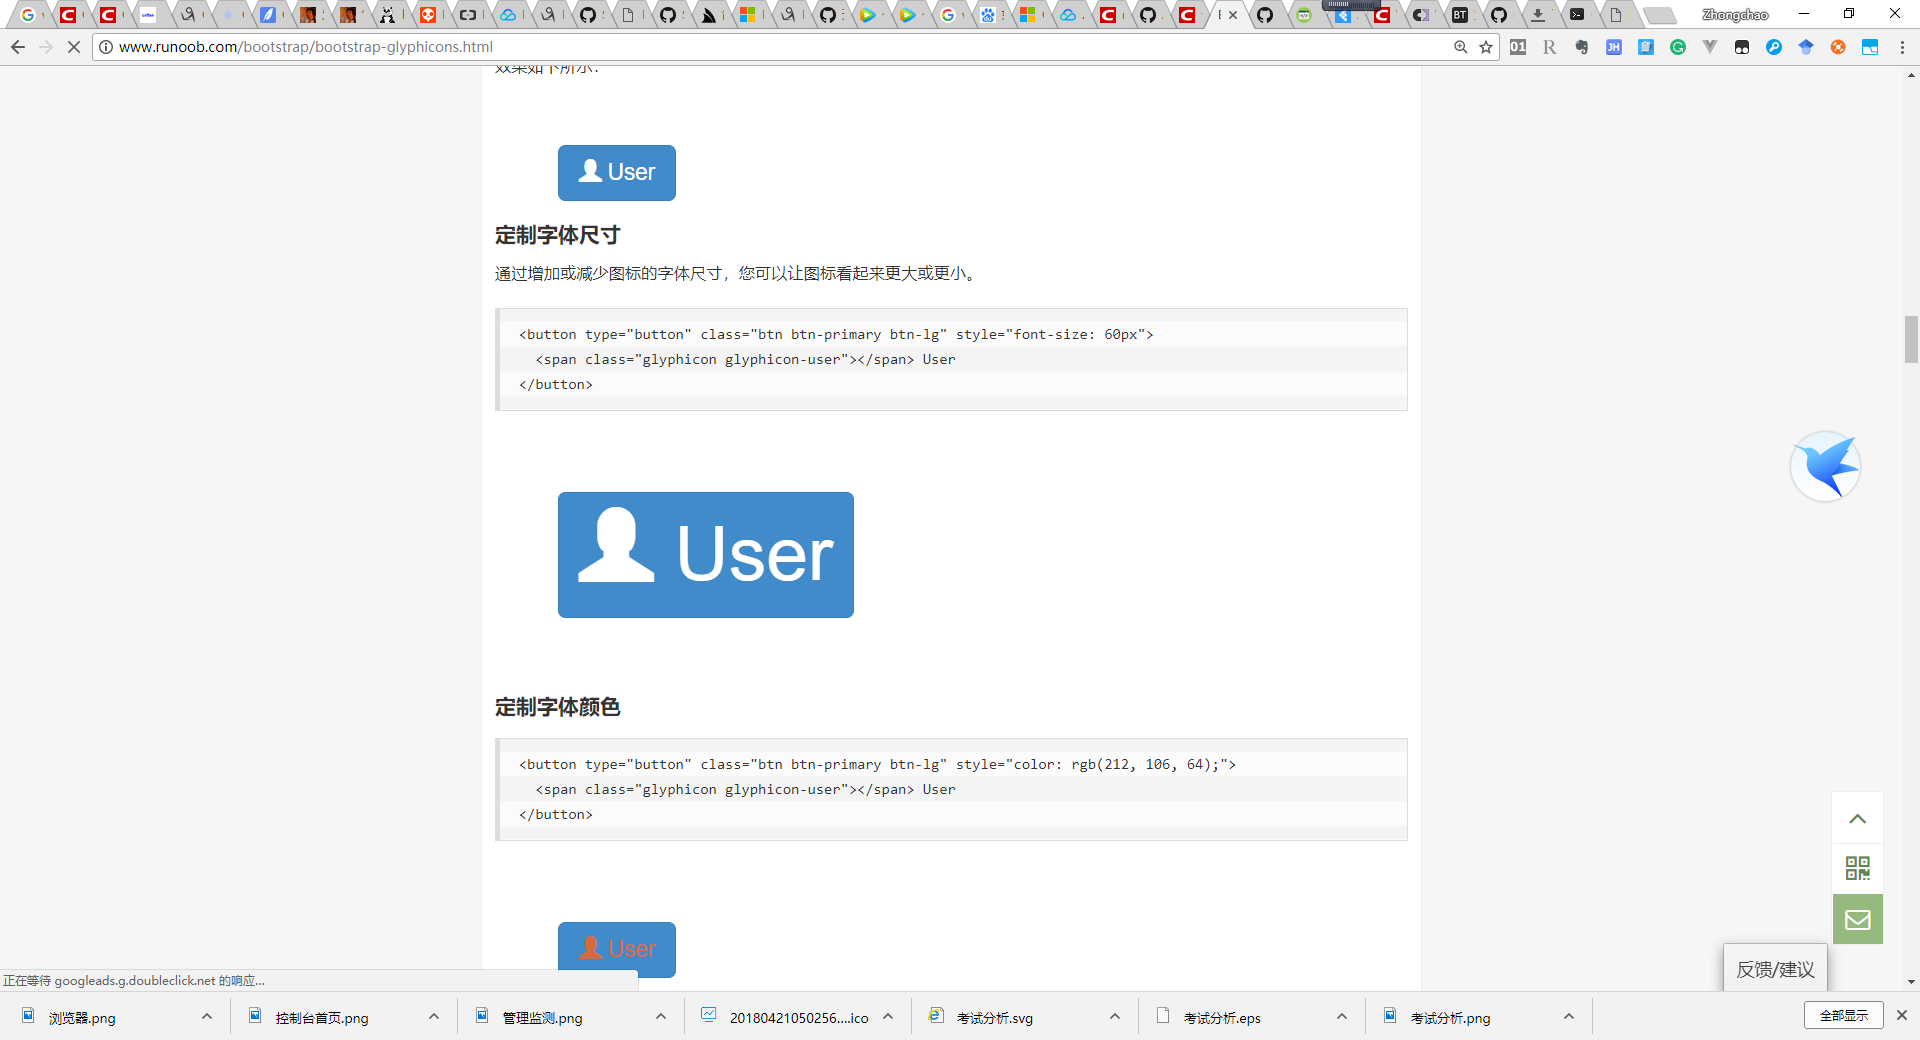 Zhongchao
www.runoob.com/bootstrap/bootstrap-glyphicons.html
效果如下所示:
User
定制字体尺寸
通过增加或减少图标的字体尺寸，您可以让图标看起来更大或更小。
<button type="button" class="btn btn-primary btn-lg" style="font-size: 60px">
<span class="glyphicon glyphicon-user"></span> User
</button>
User
定制字体颜色
<button type="button" class="btn btn-primary btn-lg" style="color: rgb(212, 106, 64);">
<span class="glyphicon glyphicon-user"></span> User
</button>
User
反馈/建议
正在等待 googleads.g.doubleclick.net 的响应...
浏览器.png
控制台首页.png
管理监测.png
20180421050256....ico
考试分析.svg
考试分析.eps
考试分析.png
全部显示